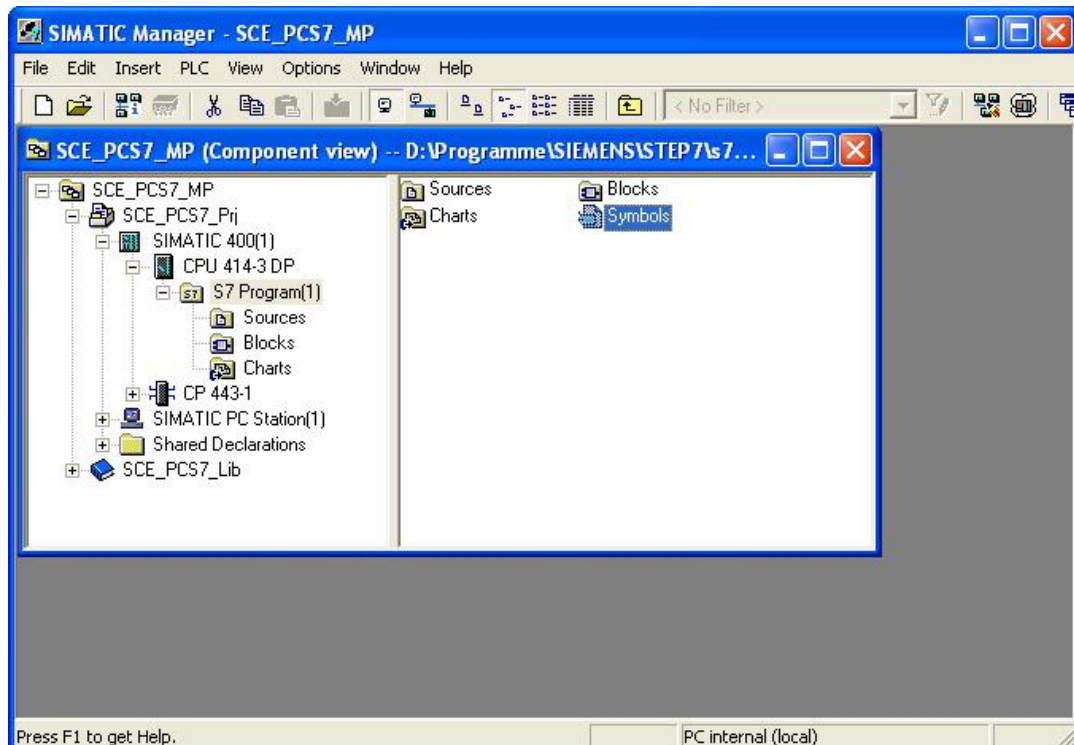 SIMATIC Manager - SCE_PCS7_MP
File Edit Insert PLC View Options Window Help
< No Filter >
SCE_PCS7_MP (Component view) -- D:\Programme\SIEMENS\STEP7\s7...
SCE_PCS7_MP
SCE_PCS7_Prj
SIMATIC 400(1)
CPU 414-3 DP
S7 Program(1)
Sources
Blocks
Charts
CP 443-1
SIMATIC PC Station(1)
Shared Declarations
SCE_PCS7_Lib
Sources Blocks
Charts Symbols
Press F1 to get Help. PC internal (local)